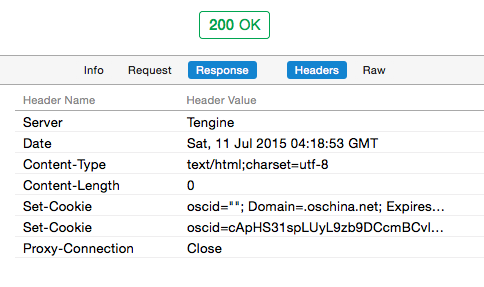 200 OK
Info Request Response Headers Raw
Header Name Header Value
Server Tengine
Date Sat, 11 Jul 2015 04:18:53 GMT
Content-Type text/html;charset=utf-8
Content-Length 0
Set-Cookie oscid=""; Domain=.oschina.net; Expires...
Set-Cookie oscid=cApHS31spLUyL9zb9DCcmBCvl...
Proxy-Connection Close